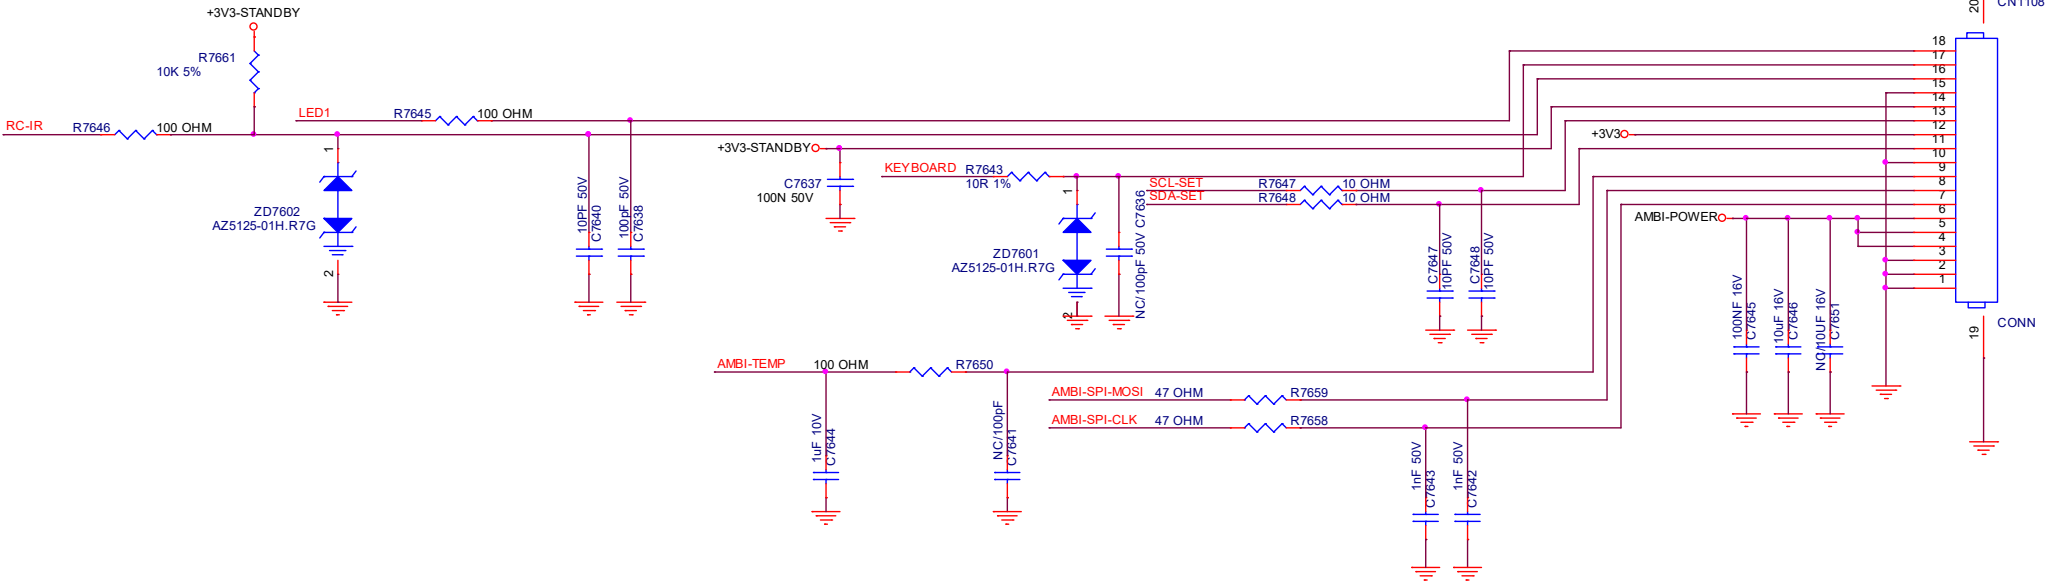 +3V3-STANDBY
R7661
10K 5%
RC-IR
R7646
100 OHM
LED1
R7645
100 OHM
1
ZD7602
AZ5125-01H.R7G
2
10PF 50V
C7640
100pF 50V
C7638
+3V3-STANDBY
C7637
100N 50V
KEYBOARD
R7643
10R 1%
1
ZD7601
AZ5125-01H.R7G
2
NC/100pF 50V C7636
SCL-SET
R7647
10 OHM
SDA-SET
R7648
10 OHM
C7647
10PF 50V
C7648
10PF 50V
+3V3
AMBI-POWER
100NF 16V
C7645
10uF 16V
C7646
NC/10UF 16V
C7651
AMBI-TEMP
100 OHM
R7650
1uF 10V
C7644
NC/100pF
C7641
AMBI-SPI-MOSI
47 OHM
R7659
AMBI-SPI-CLK
47 OHM
R7658
1nF 50V
C7643
1nF 50V
C7642
20
CN1108
18
17
16
15
14
13
12
11
10
9
8
7
6
5
4
3
2
1
19
CONN